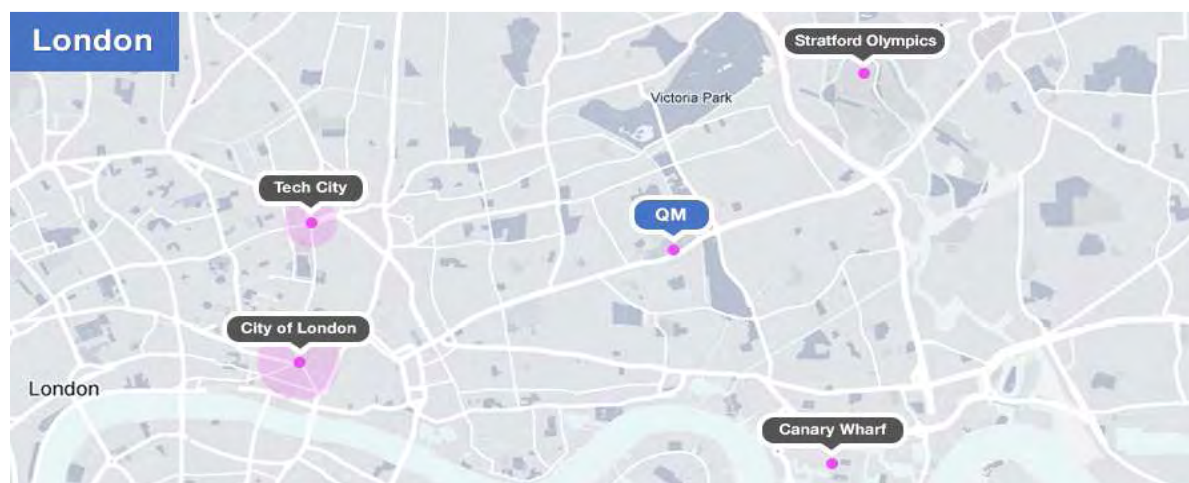 London
Stratford Olympics
Victoria Park
Tech City
QM
City of London
London
Canary Wharf